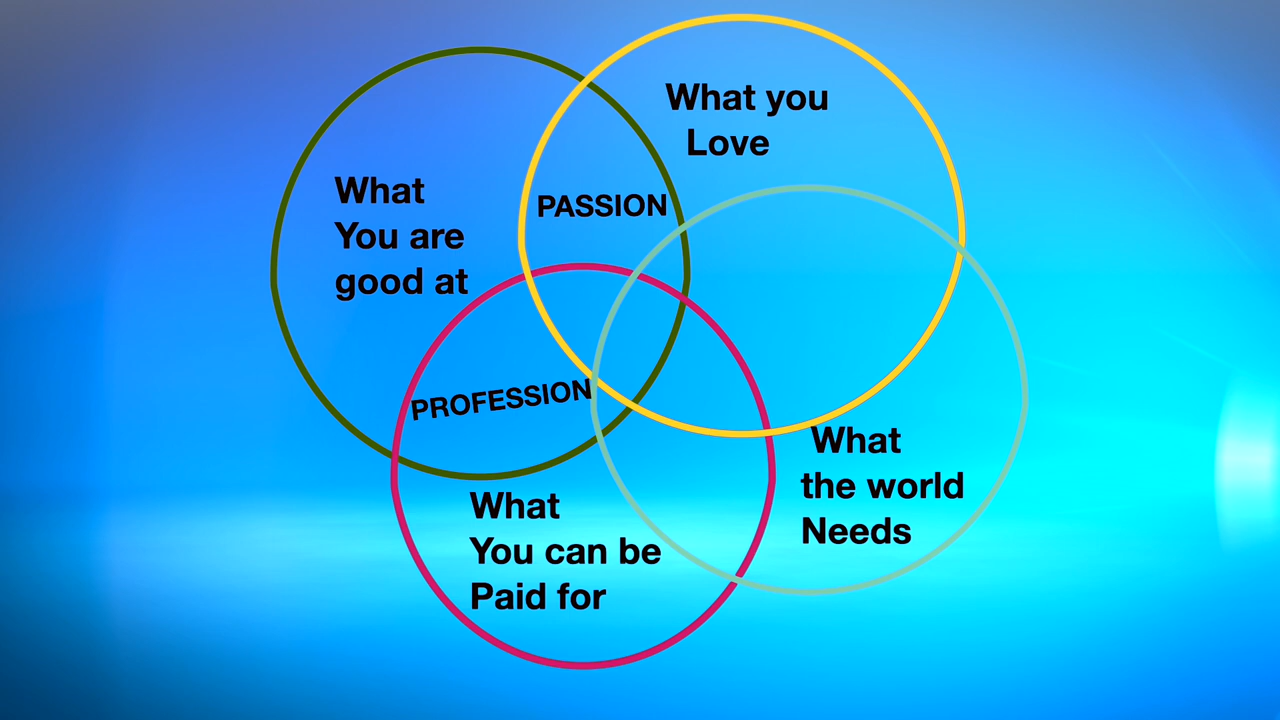 What you
Love
What
You are
good at
PASSION
PROFESSION
What
the world
Needs
What
You can be
Paid for